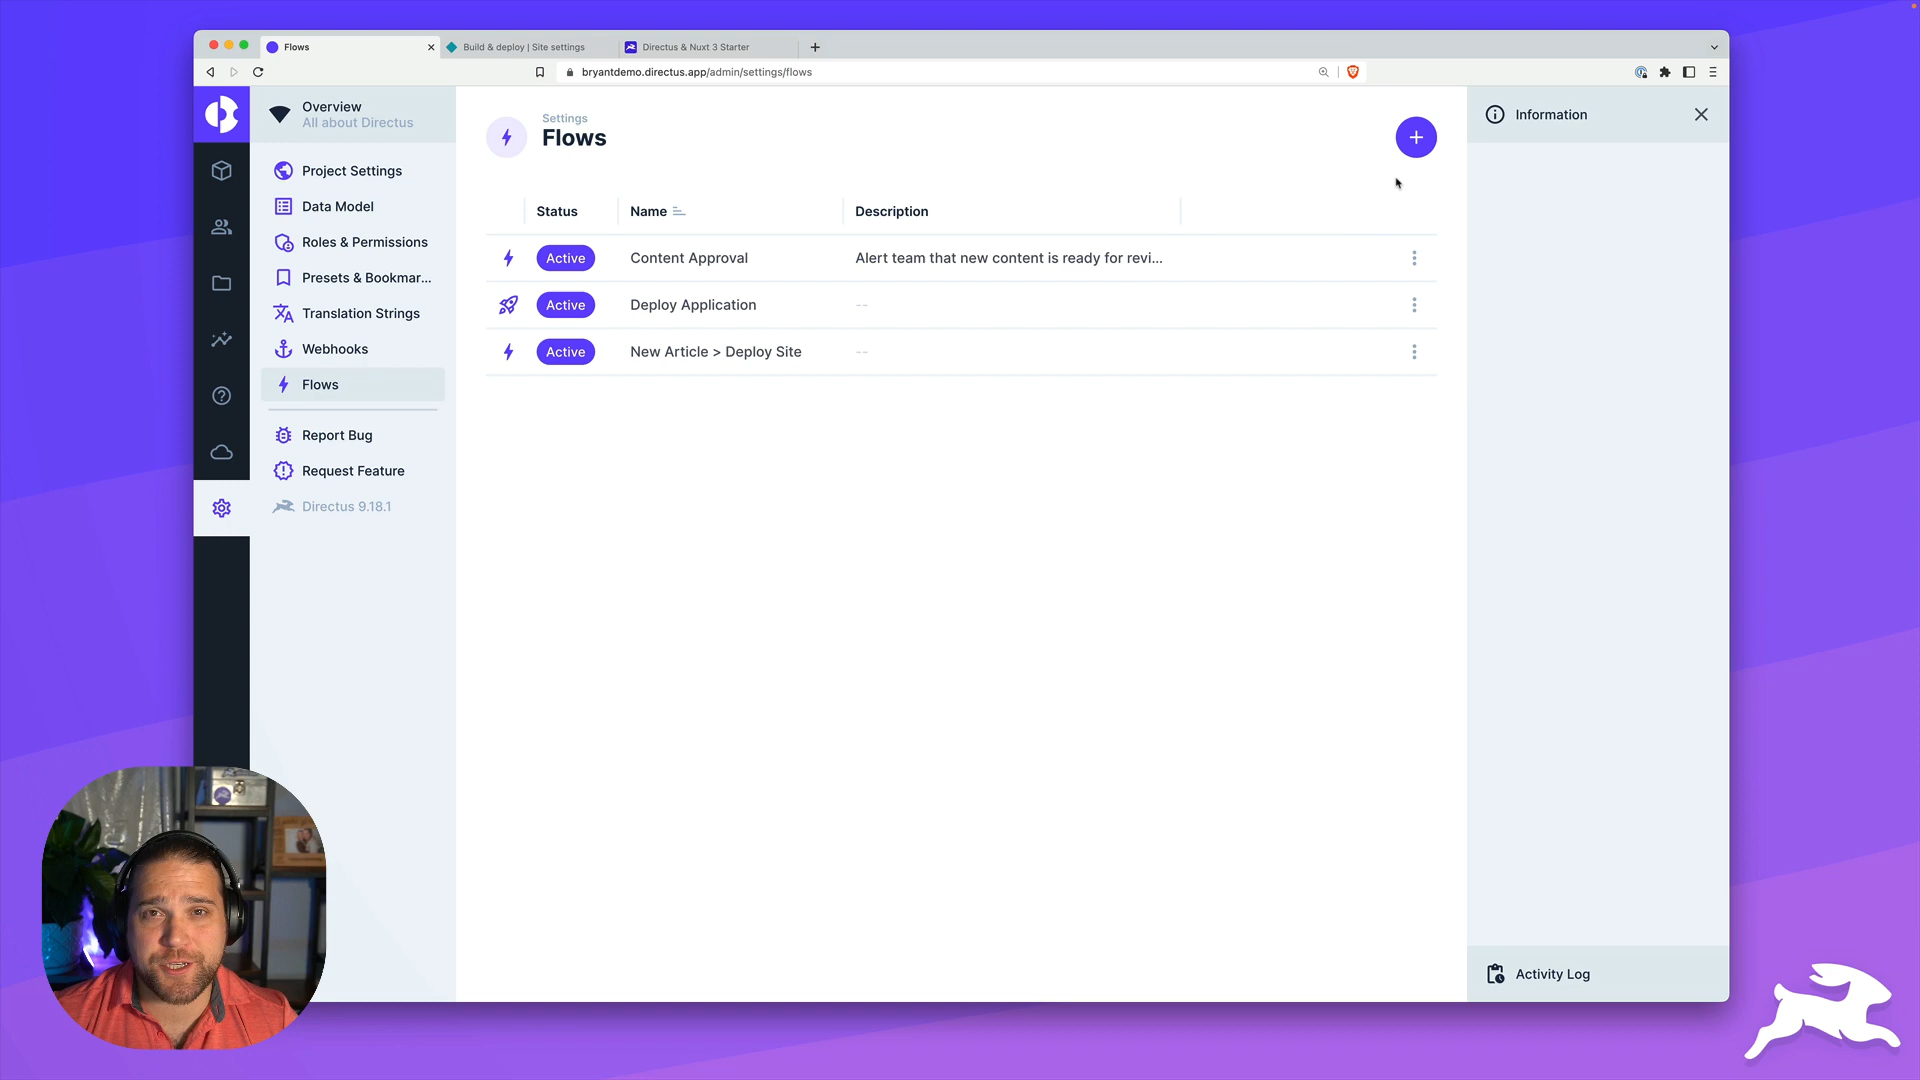 Flows
Build & deploy | Site settings
Directus & Nuxt 3 Starter
bryantdemo.directus.app/admin/settings/flows
Overview
All about Directus
Project Settings
Data Model
Roles & Permissions
Presets & Bookmar...
Translation Strings
Webhooks
Flows
Report Bug
Request Feature
Directus 9.18.1
Settings
Flows
Status Name Description
Active Content Approval Alert team that new content is ready for revi...
Active Deploy Application --
Active New Article > Deploy Site --
Information
Activity Log